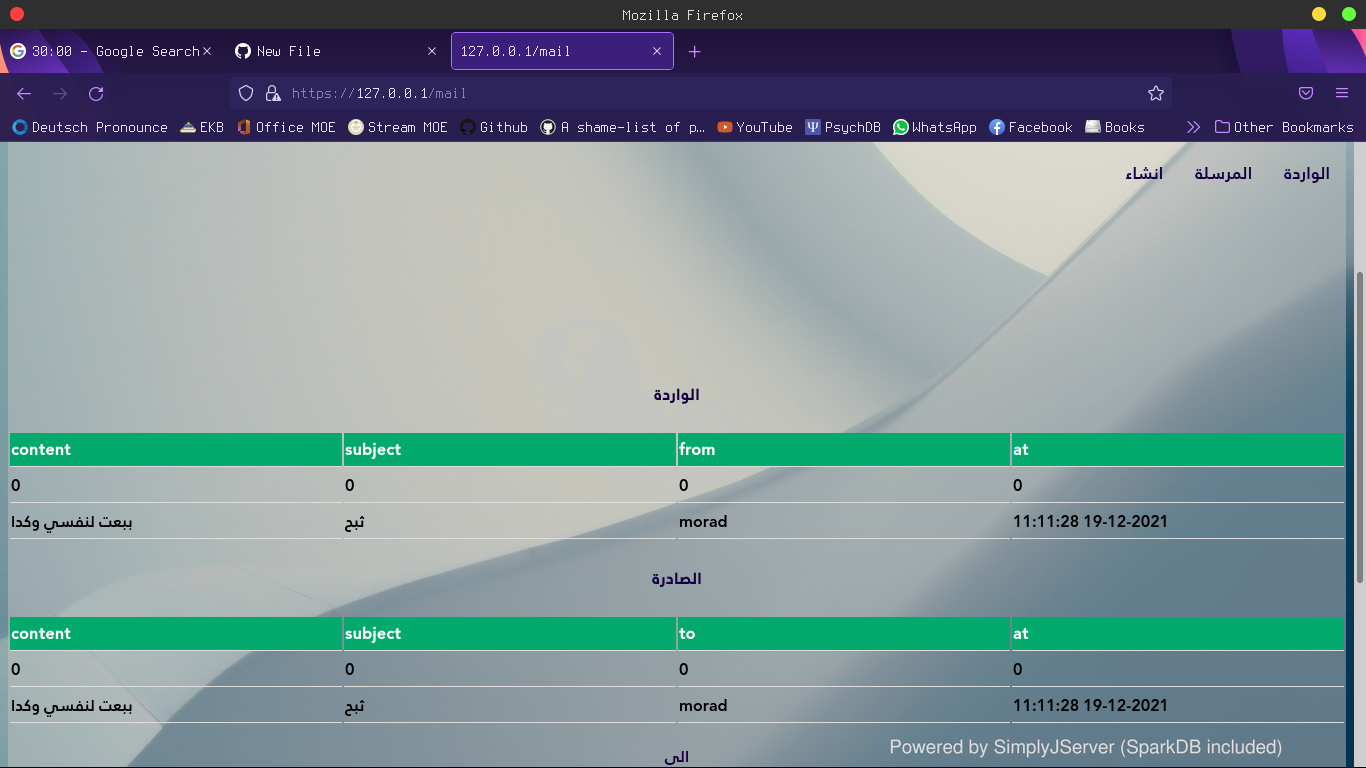 Mozilla Firefox
30:00 - Google Search
New File
127.0.0.1/mail
https://127.0.0.1/mail
Deutsch Pronounce EKB Office MOE Stream MOE Github A shame-list of p… YouTube PsychDB WhatsApp Facebook Books Other Bookmarks
الواردة المرسلة انشاء
الواردة
content subject from at
0 0 0 0
ببعت لنفسي وكدا ثبح morad 11:11:28 19-12-2021
الصادرة
content subject to at
0 0 0 0
ببعت لنفسي وكدا ثبح morad 11:11:28 19-12-2021
الى
Powered by SimplyJServer (SparkDB included)